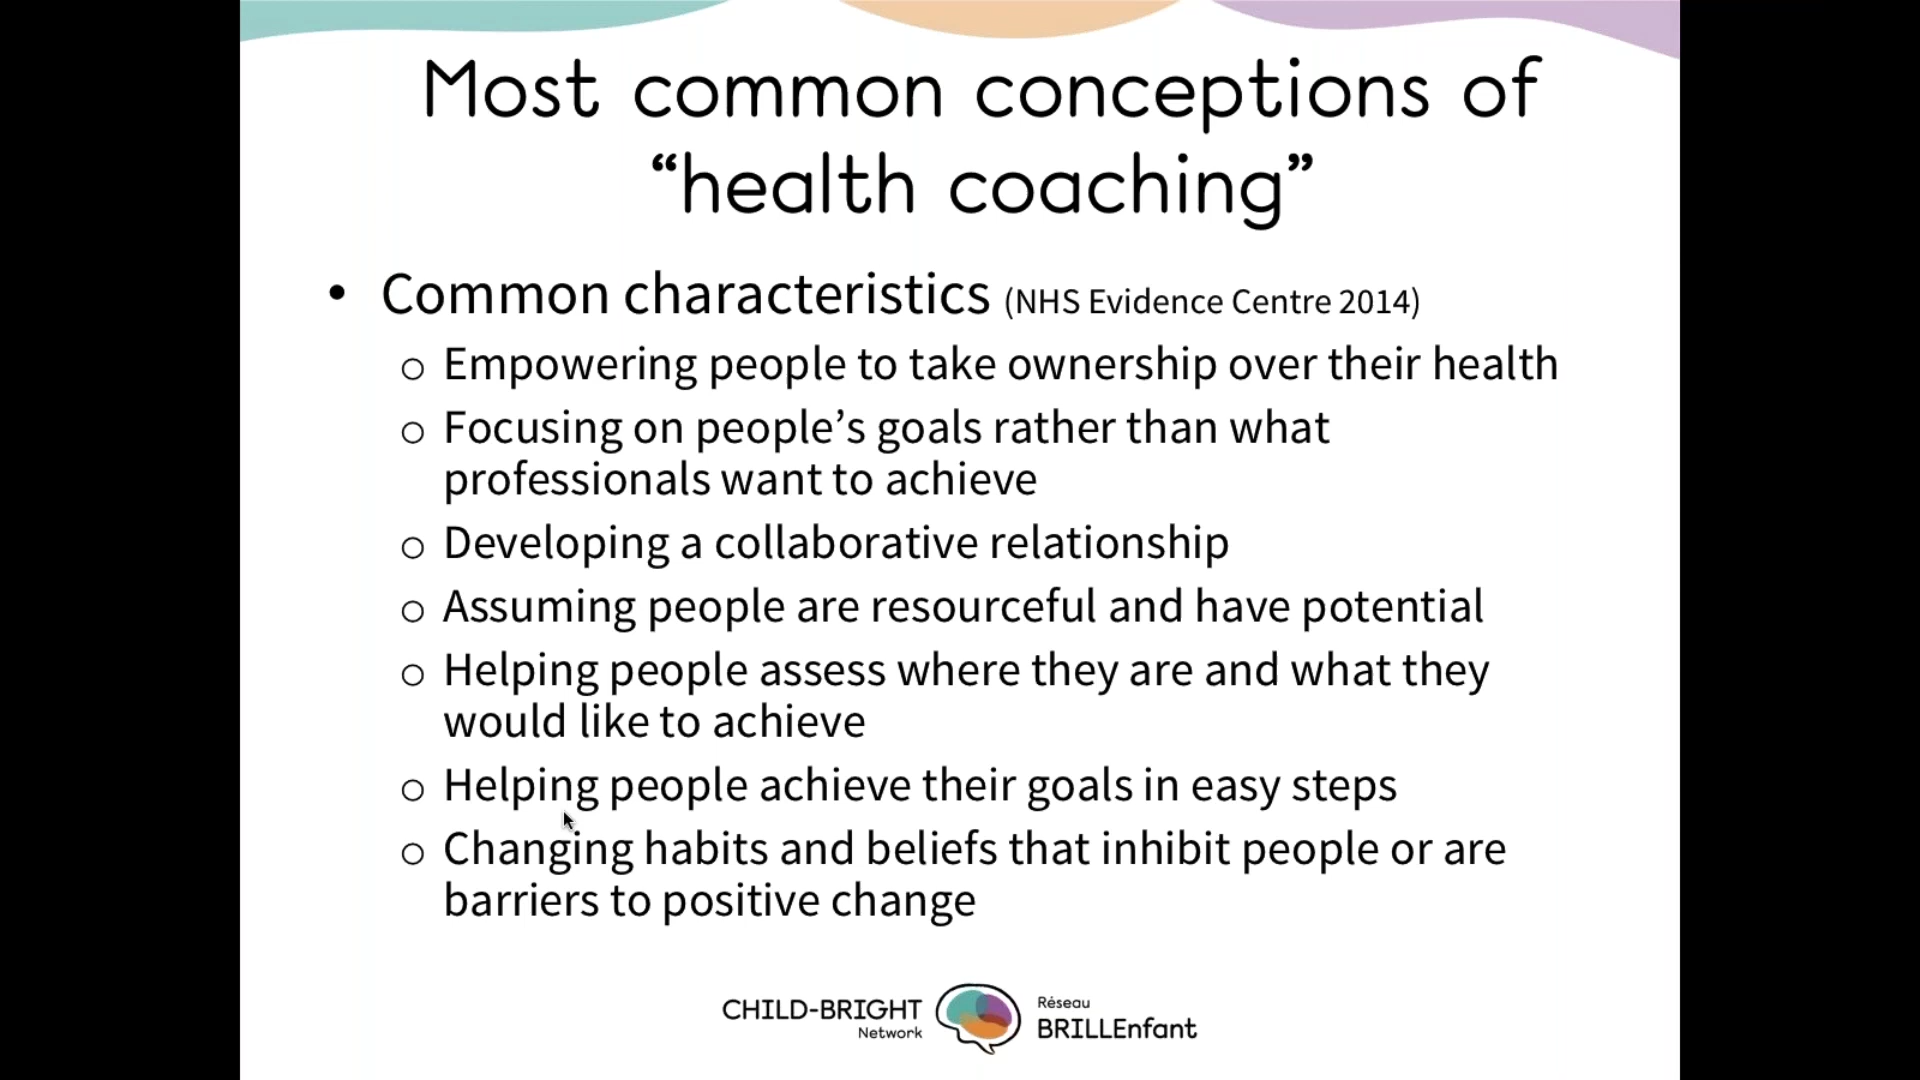 Most common conceptions of
“health coaching”
• Common characteristics (NHS Evidence Centre 2014)
o Empowering people to take ownership over their health
o Focusing on people’s goals rather than what
professionals want to achieve
o Developing a collaborative relationship
o Assuming people are resourceful and have potential
o Helping people assess where they are and what they
would like to achieve
o Helping people achieve their goals in easy steps
o Changing habits and beliefs that inhibit people or are
barriers to positive change
CHILD-BRIGHT
Network
Réseau
BRILLEnfant